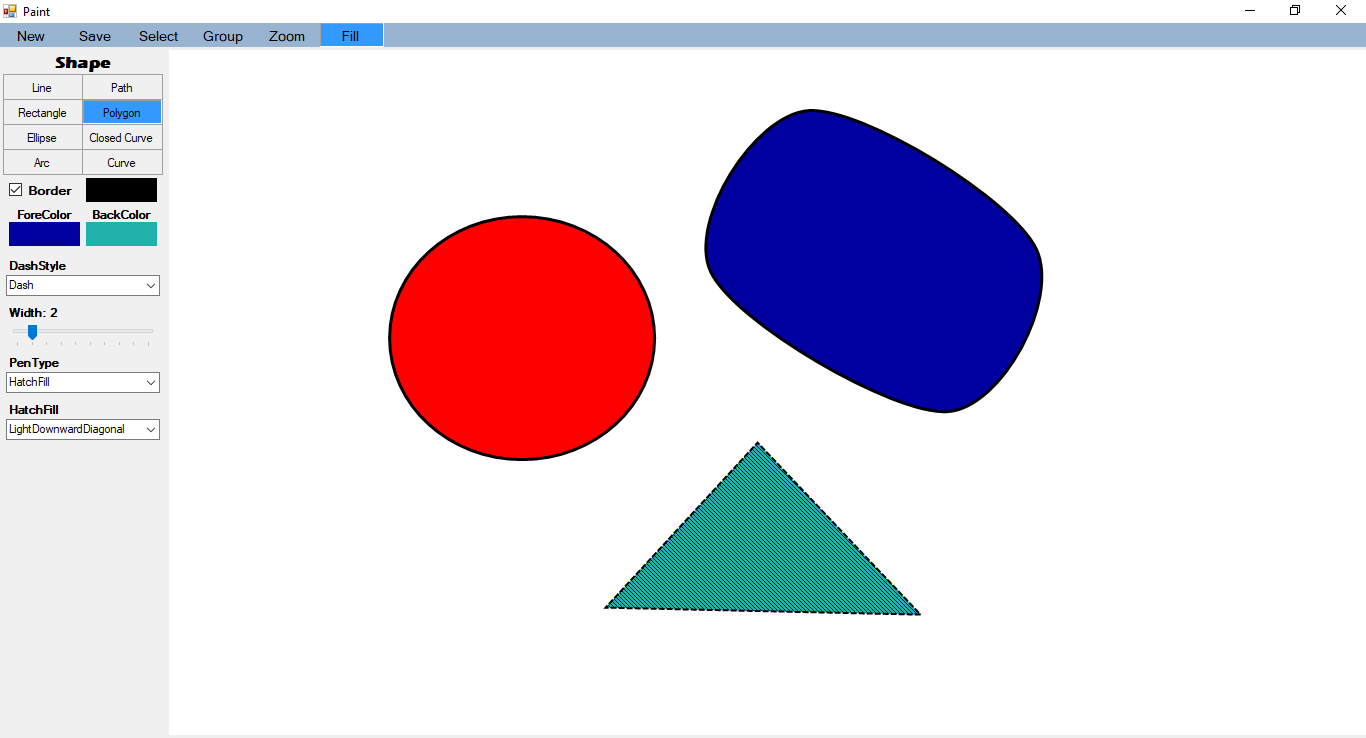 Paint
New Save Select Group Zoom Fill
Shape
Line Path
Rectangle Polygon
Ellipse Closed Curve
Arc Curve
Border
ForeColor BackColor
DashStyle
Dash
Width: 2
PenType
HatchFill
HatchFill
LightDownwardDiagonal